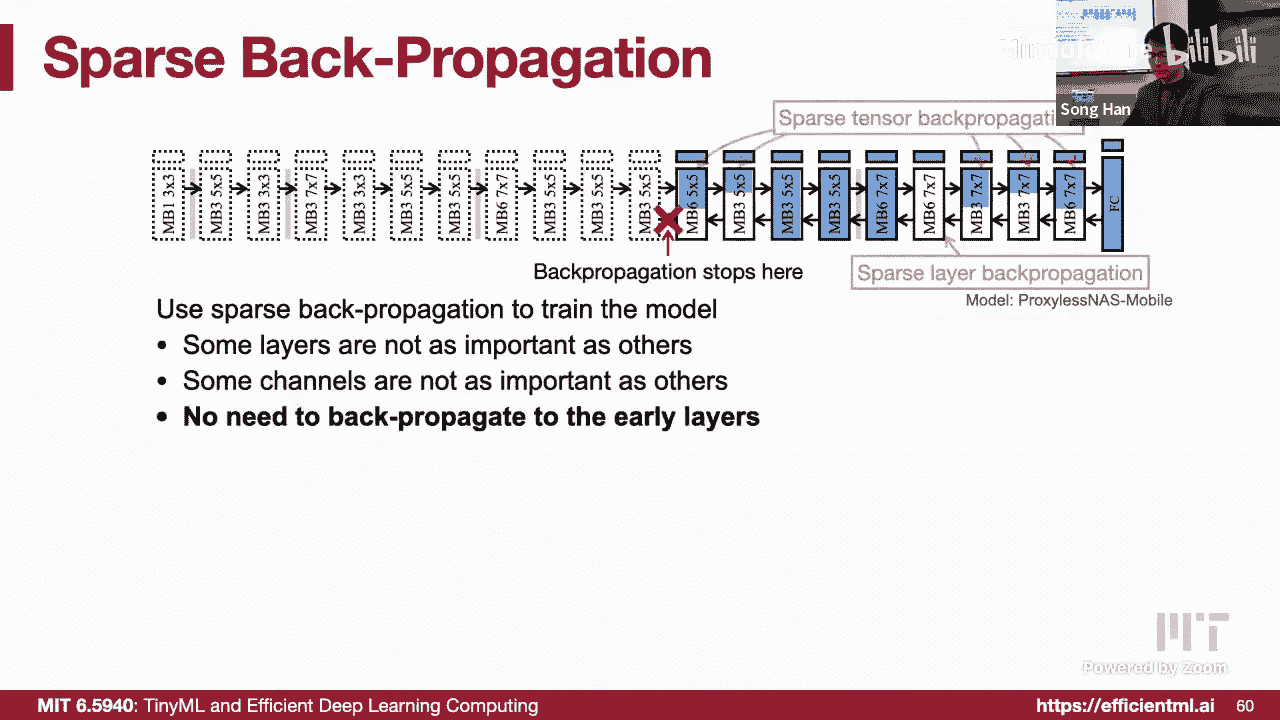 Sparse Back-Propagation
bilibili
Song Han
Sparse tensor backpropagati
MB1 3x3
MB3 5x5
MB3 3x3
MB3 7x7
MB3 3x3
MB3 5x5
MB3 5x5
MB6 7x7
MB3 5x5
MB3 5x5
MB3 5x5
MB6 5x5
MB3 5x5
MB3 5x5
MB3 5x5
MB6 7x7
MB6 7x7
MB3 7x7
MB3 7x7
MB6 7x7
FC
Backpropagation stops here
Sparse layer backpropagation
Model: ProxylessNAS-Mobile
Use sparse back-propagation to train the model
• Some layers are not as important as others
• Some channels are not as important as others
• No need to back-propagate to the early layers
MIT
Powered by Zoom
MIT 6.5940: TinyML and Efficient Deep Learning Computing
https://efficientml.ai
60